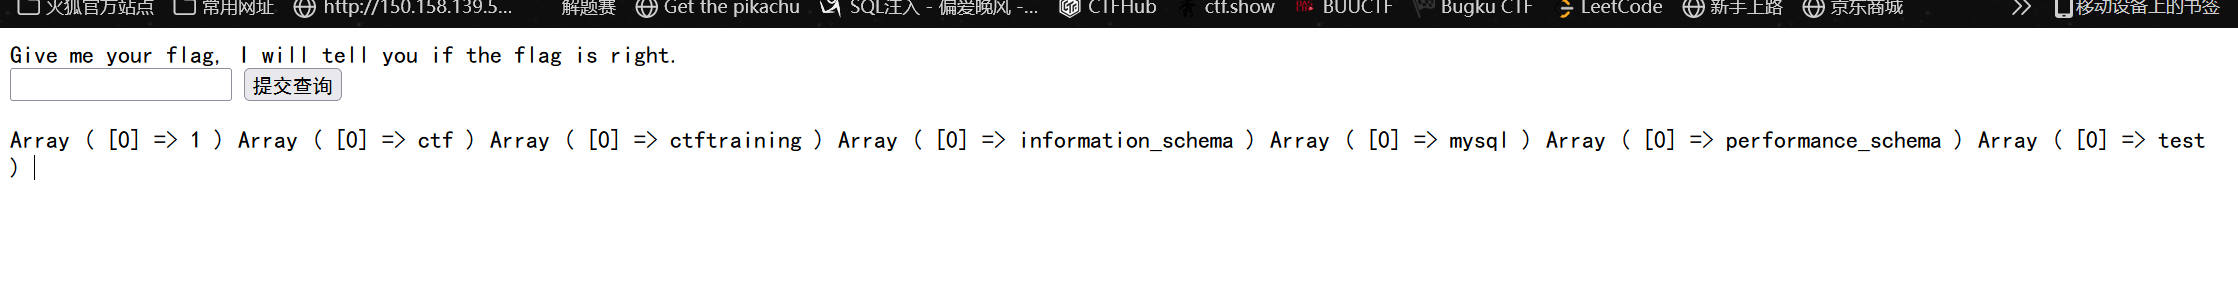 火狐官方站点 常用网址 http://150.158.139.5... 解题赛 Get the pikachu SQL注入 - 偏爱晚风 -... CTFHub ctf.show BUUCTF Bugku CTF LeetCode 新手上路 京东商城 移动设备上的书签
Give me your flag, I will tell you if the flag is right.
提交查询
Array ( [0] => 1 ) Array ( [0] => ctf ) Array ( [0] => ctftraining ) Array ( [0] => information_schema ) Array ( [0] => mysql ) Array ( [0] => performance_schema ) Array ( [0] => test
)